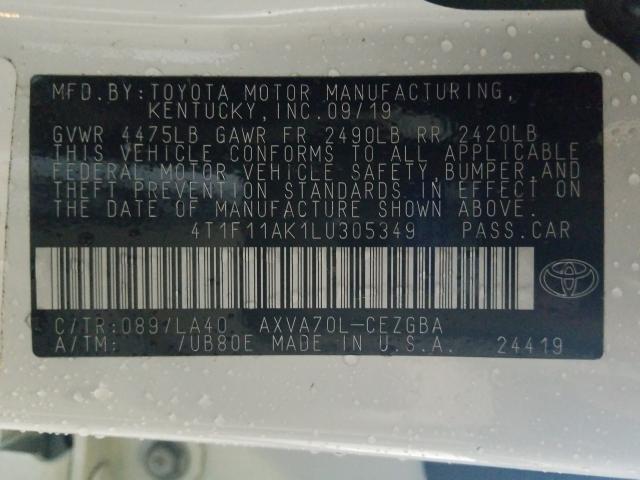 MFD.BY:TOYOTA MOTOR MANUFACTURING,
KENTUCKY,INC.09/19
GVWR 4475LB GAWR FR 2490LB RR 2420LB
THIS VEHICLE CONFORMS TO ALL APPLICABLE
FEDERAL MOTOR VEHICLE SAFETY,BUMPER,AND
THEFT PREVENTION STANDARDS IN EFFECT ON
THE DATE OF MANUFACTURE SHOWN ABOVE.
4T1F11AK1LU305349 PASS.CAR
C/TR:089/LA40 AXVA70L-CEZGBA
A/TM: /UB80E MADE IN U.S.A. 24419